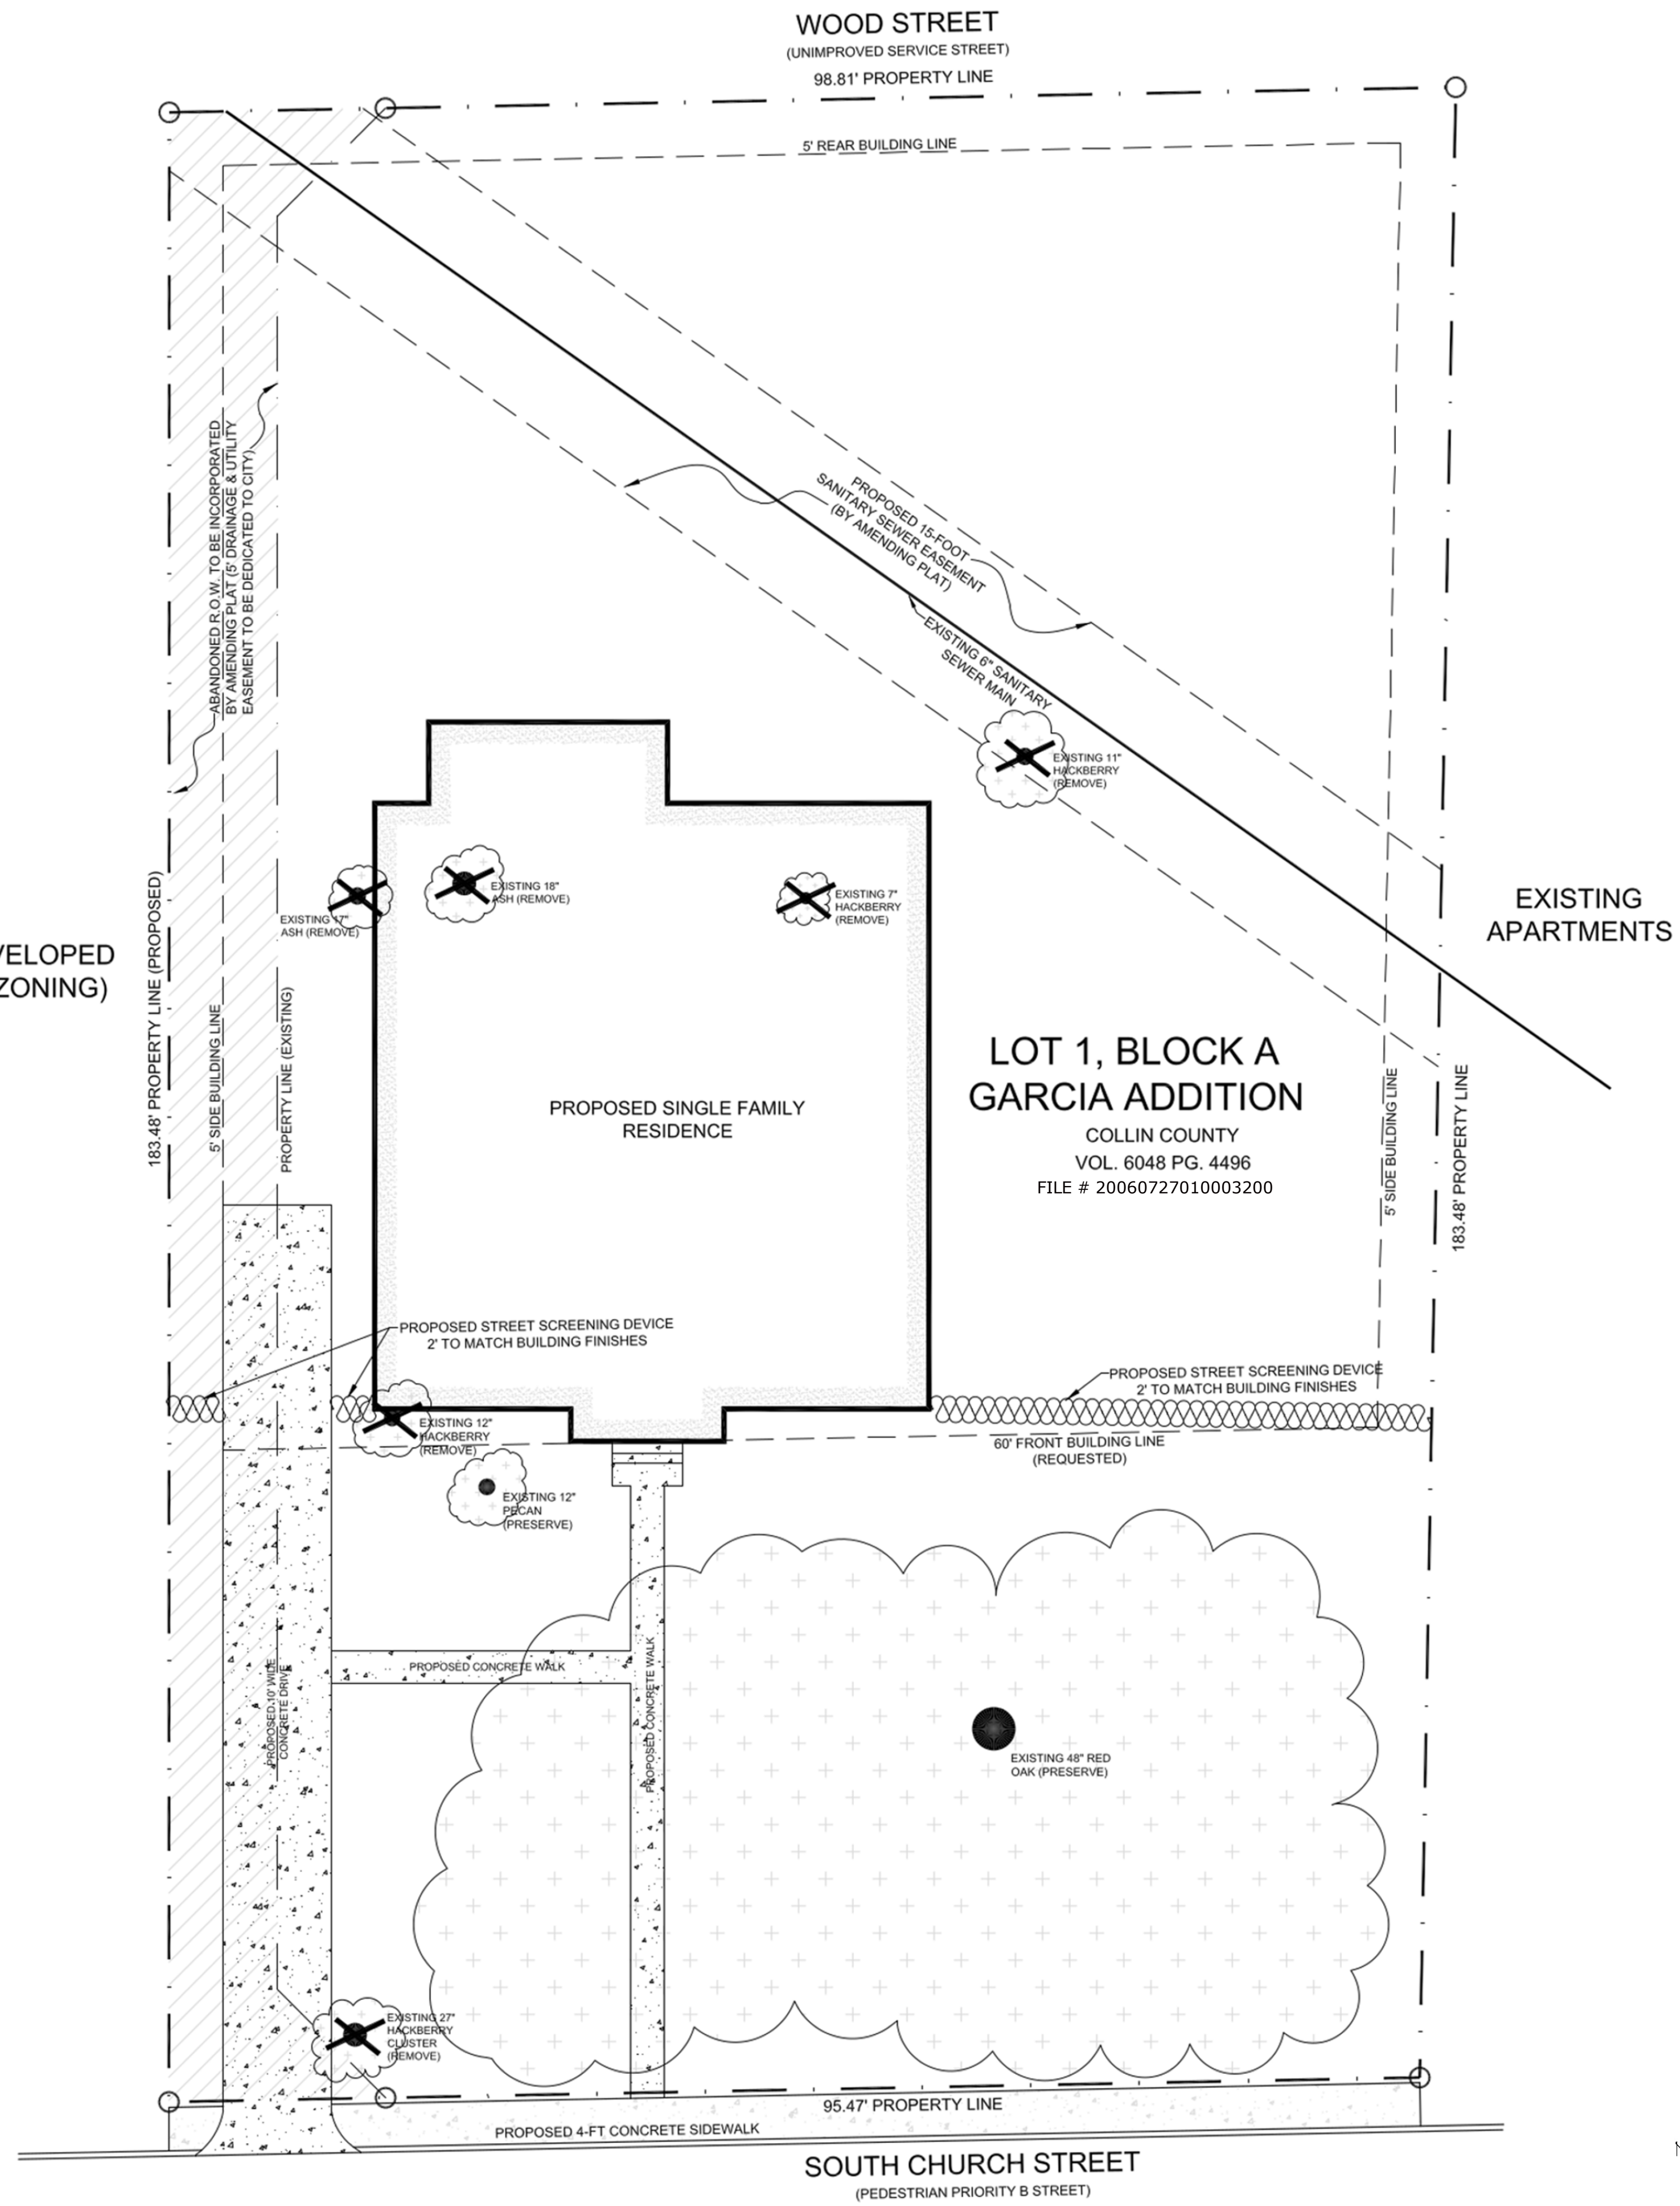 WOOD STREET
(UNIMPROVED SERVICE STREET)
98.81' PROPERTY LINE
5' REAR BUILDING LINE
ABANDONED R.O.W. TO BE INCORPORATED
BY AMENDING PLAT (5' DRAINAGE & UTILITY
EASEMENT TO BE DEDICATED TO CITY)
PROPOSED 15-FOOT
SANITARY SEWER EASEMENT
(BY AMENDING PLAT)
EXISTING 6" SANITARY
SEWER MAIN
EXISTING 11"
HACKBERRY
(REMOVE)
EXISTING 18"
ASH (REMOVE)
EXISTING 7"
HACKBERRY
(REMOVE)
EXISTING 17"
ASH (REMOVE)
EXISTING
APARTMENTS
VELOPED
ZONING)
183.48' PROPERTY LINE (PROPOSED)
5' SIDE BUILDING LINE
PROPERTY LINE (EXISTING)
PROPOSED SINGLE FAMILY
RESIDENCE
LOT 1, BLOCK A
GARCIA ADDITION
COLLIN COUNTY
VOL. 6048 PG. 4496
FILE # 20060727010003200
5' SIDE BUILDING LINE
183.48' PROPERTY LINE
PROPOSED STREET SCREENING DEVICE
2' TO MATCH BUILDING FINISHES
PROPOSED STREET SCREENING DEVICE
2' TO MATCH BUILDING FINISHES
EXISTING 12"
HACKBERRY
(REMOVE)
60' FRONT BUILDING LINE
(REQUESTED)
EXISTING 12"
PECAN
(PRESERVE)
PROPOSED CONCRETE WALK
PROPOSED CONCRETE WALK
PROPOSED 10' WIDE
CONCRETE DRIVE
EXISTING 48" RED
OAK (PRESERVE)
EXISTING 27"
HACKBERRY
CLUSTER
(REMOVE)
95.47' PROPERTY LINE
PROPOSED 4-FT CONCRETE SIDEWALK
SOUTH CHURCH STREET
(PEDESTRIAN PRIORITY B STREET)